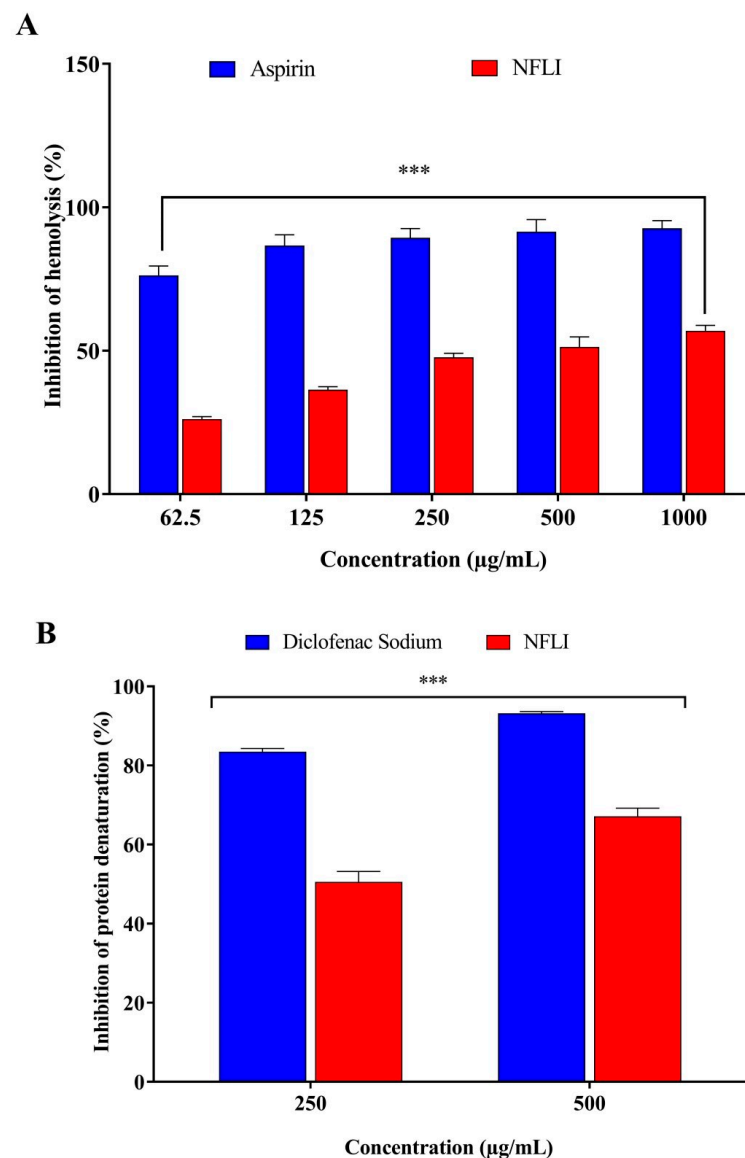 A
Aspirin NFLI
150
***
100
50
0
Inhibition of hemolysis (%)
62.5 125 250 500 1000
Concentration (µg/mL)
B
Diclofenac Sodium NFLI
***
100
80
60
40
20
0
Inhibition of protein denaturation (%)
250 500
Concentration (µg/mL)